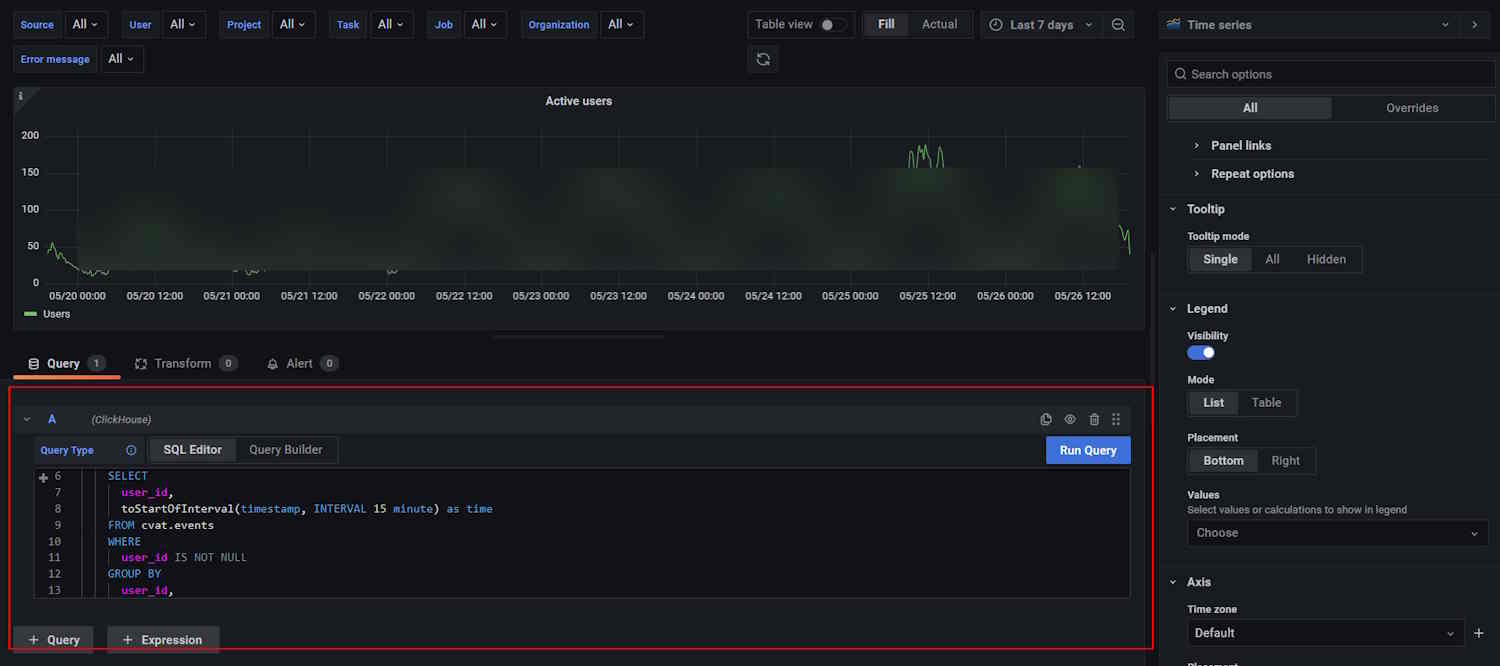 Source All User All Project All Task All Job All Organization All Table view Fill Actual Last 7 days
Error message All
Active users
200
150
100
50
0
05/20 00:00 05/20 12:00 05/21 00:00 05/21 12:00 05/22 00:00 05/22 12:00 05/23 00:00 05/23 12:00 05/24 00:00 05/24 12:00 05/25 00:00 05/25 12:00 05/26 00:00 05/26 12:00
Users
Query 1 Transform 0 Alert 0
A (ClickHouse)
Query Type SQL Editor Query Builder Run Query
6 SELECT
7 user_id,
8 toStartOfInterval(timestamp, INTERVAL 15 minute) as time
9 FROM cvat.events
10 WHERE
11 user_id IS NOT NULL
12 GROUP BY
13 user_id,
+ Query + Expression
Time series
Search options
All Overrides
Panel links
Repeat options
Tooltip
Tooltip mode
Single All Hidden
Legend
Visibility
Mode
List Table
Placement
Bottom Right
Values
Select values or calculations to show in legend
Choose
Axis
Time zone
Default
Placement